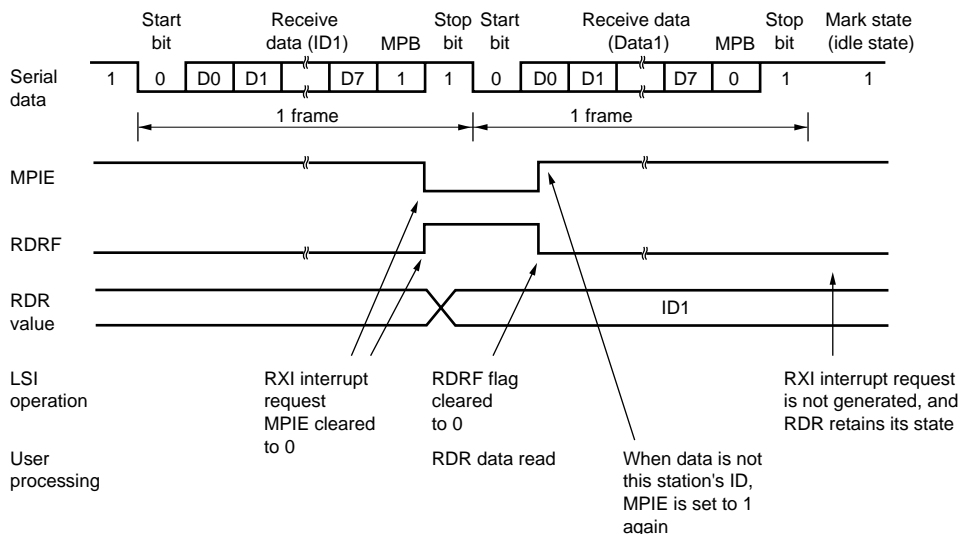 Start bit
Receive data (ID1)
MPB
Stop bit
Start bit
Receive data (Data1)
MPB
Stop bit
Mark state (idle state)
Serial data
1 0 D0 D1 D7 1 1 0 D0 D1 D7 0 1 1
1 frame
1 frame
MPIE
RDRF
RDR value
ID1
LSI operation
RXI interrupt
request
MPIE cleared
to 0
RDRF flag
cleared
to 0
RXI interrupt request
is not generated, and
RDR retains its state
User processing
RDR data read
When data is not
this station's ID,
MPIE is set to 1
again